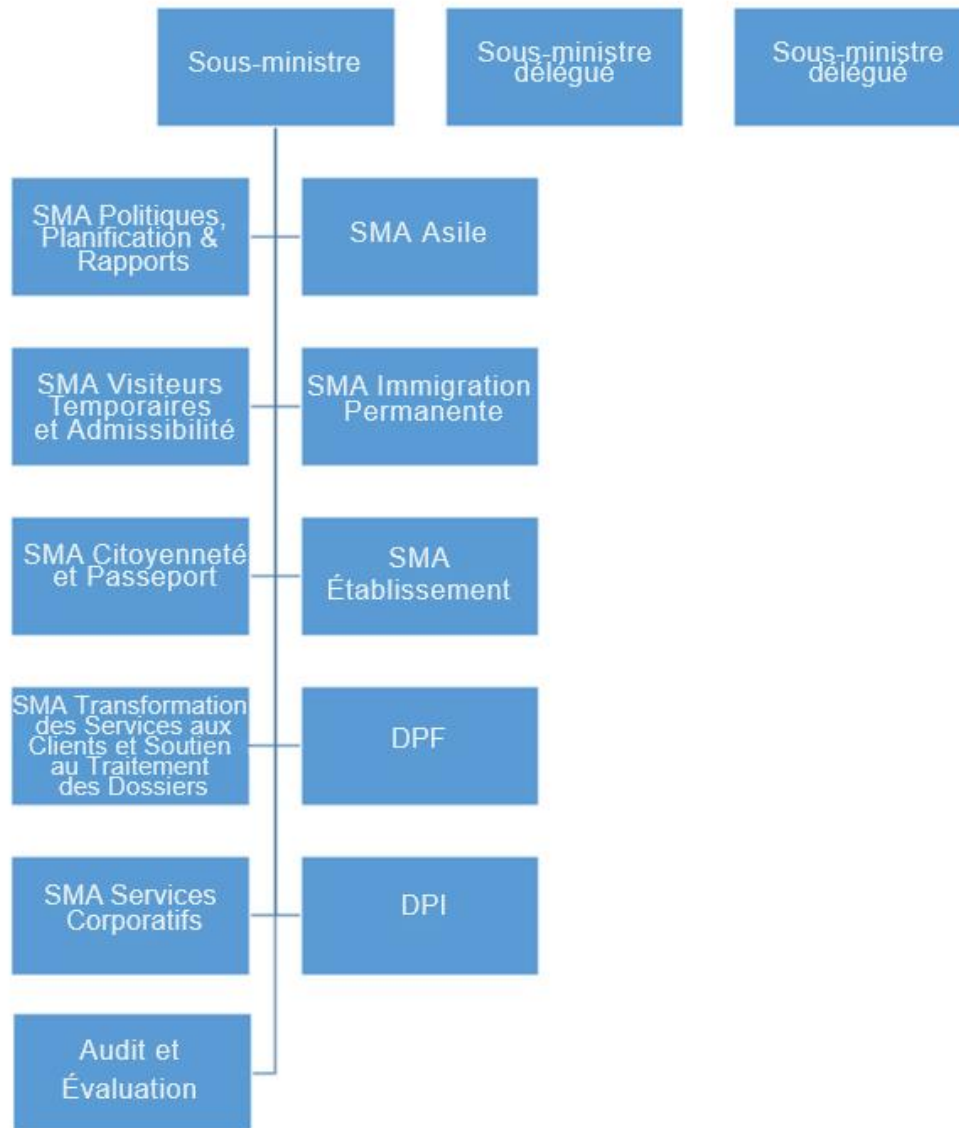 Sous-ministre
Sous-ministre
délégué
Sous-ministre
délégué
SMA Politiques,
Planification &
Rapports
SMA Asile
SMA Visiteurs
Temporaires
et Admissibilité
SMA Immigration
Permanente
SMA Citoyenneté
et Passeport
SMA
Établissement
SMA Transformation
des Services aux
Clients et Soutien
au Traitement
des Dossiers
DPF
SMA Services
Corporatifs
DPI
Audit et
Évaluation